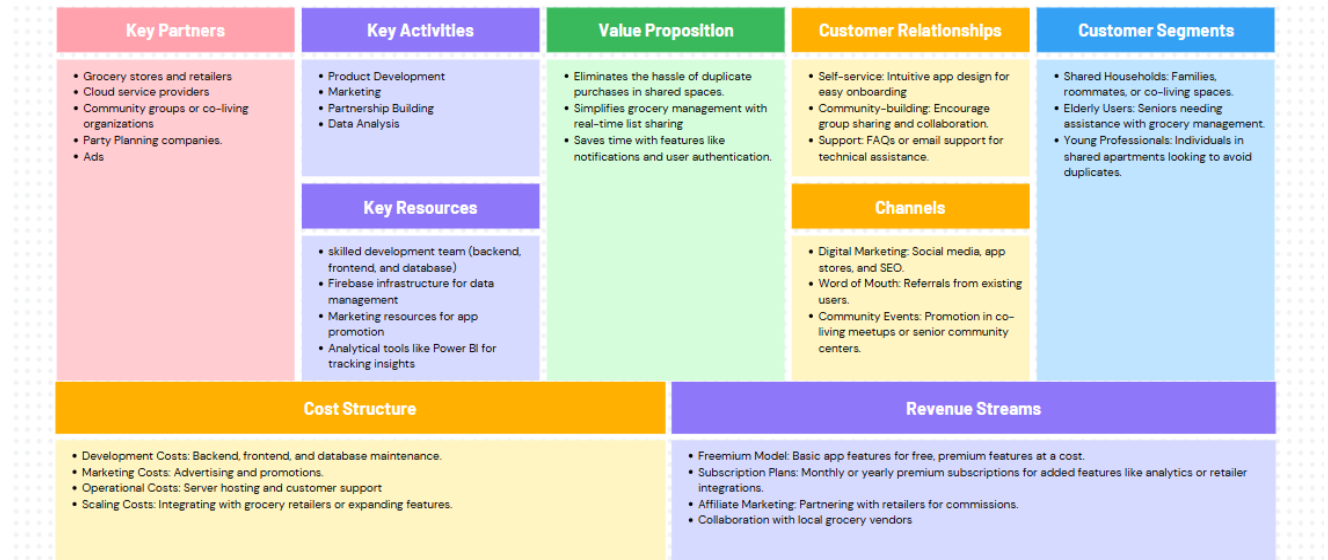 Key Partners
• Grocery stores and retailers
• Cloud service providers
• Community groups or co-living
organizations
• Party Planning companies.
• Ads
Key Activities
• Product Development
• Marketing
• Partnership Building
• Data Analysis
Key Resources
• skilled development team (backend,
frontend, and database)
• Firebase infrastructure for data
management
• Marketing resources for app
promotion
• Analytical tools like Power BI for
tracking insights
Value Proposition
• Eliminates the hassle of duplicate
purchases in shared spaces.
• Simplifies grocery management with
real-time list sharing
• Saves time with features like
notifications and user authentication.
Customer Relationships
• Self-service: Intuitive app design for
easy onboarding
• Community-building: Encourage
group sharing and collaboration.
• Support: FAQs or email support for
technical assistance.
Channels
• Digital Marketing: Social media, app
stores, and SEO.
• Word of Mouth: Referrals from existing
users.
• Community Events: Promotion in co-
living meetups or senior community
centers.
Customer Segments
• Shared Households: Families,
roommates, or co-living spaces.
• Elderly Users: Seniors needing
assistance with grocery management.
• Young Professionals: Individuals in
shared apartments looking to avoid
duplicates.
Cost Structure
• Development Costs: Backend, frontend, and database maintenance.
• Marketing Costs: Advertising and promotions.
• Operational Costs: Server hosting and customer support
• Scaling Costs: Integrating with grocery retailers or expanding features.
Revenue Streams
• Freemium Model: Basic app features for free, premium features at a cost.
• Subscription Plans: Monthly or yearly premium subscriptions for added features like analytics or retailer
integrations.
• Affiliate Marketing: Partnering with retailers for commissions.
• Collaboration with local grocery vendors